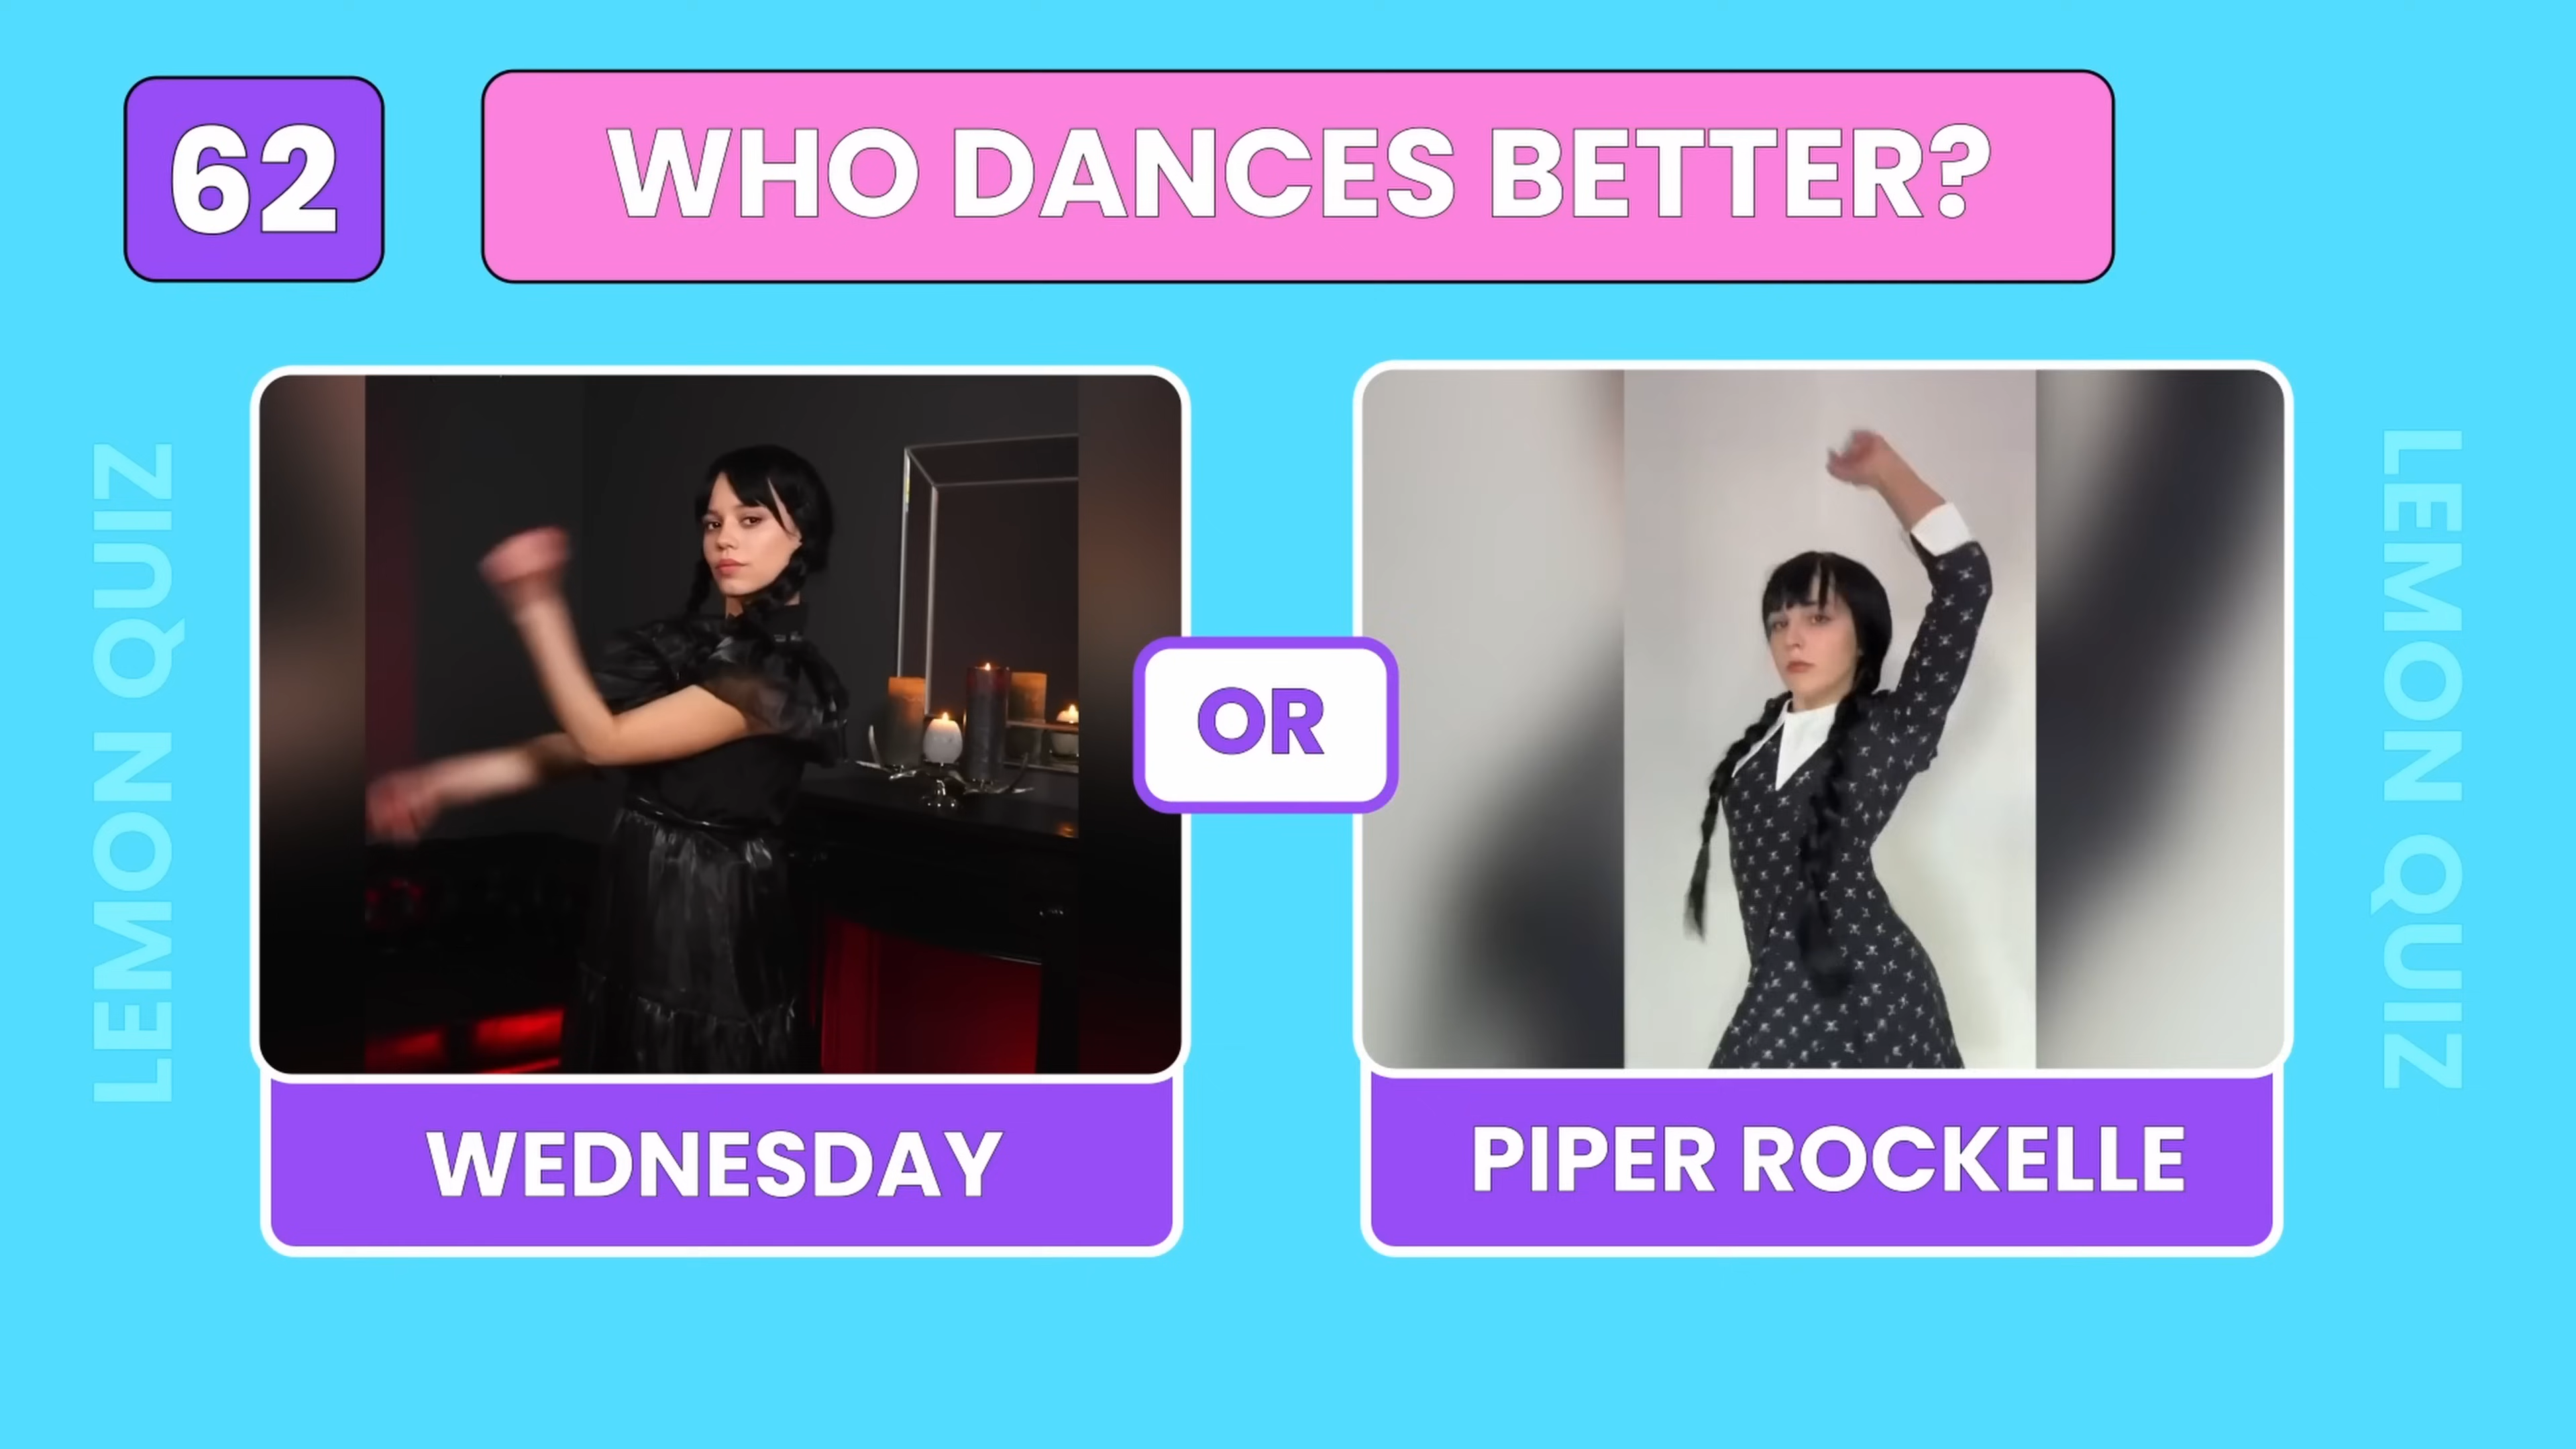 62
WHO DANCES BETTER?
LEMON QUIZ
OR
LEMON QUIZ
WEDNESDAY
PIPER ROCKELLE